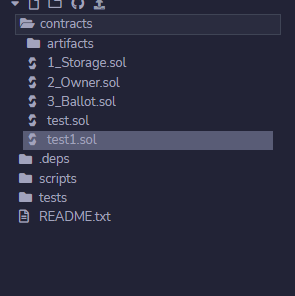 contracts
artifacts
1_Storage.sol
2_Owner.sol
3_Ballot.sol
test.sol
test1.sol
.deps
scripts
tests
README.txt